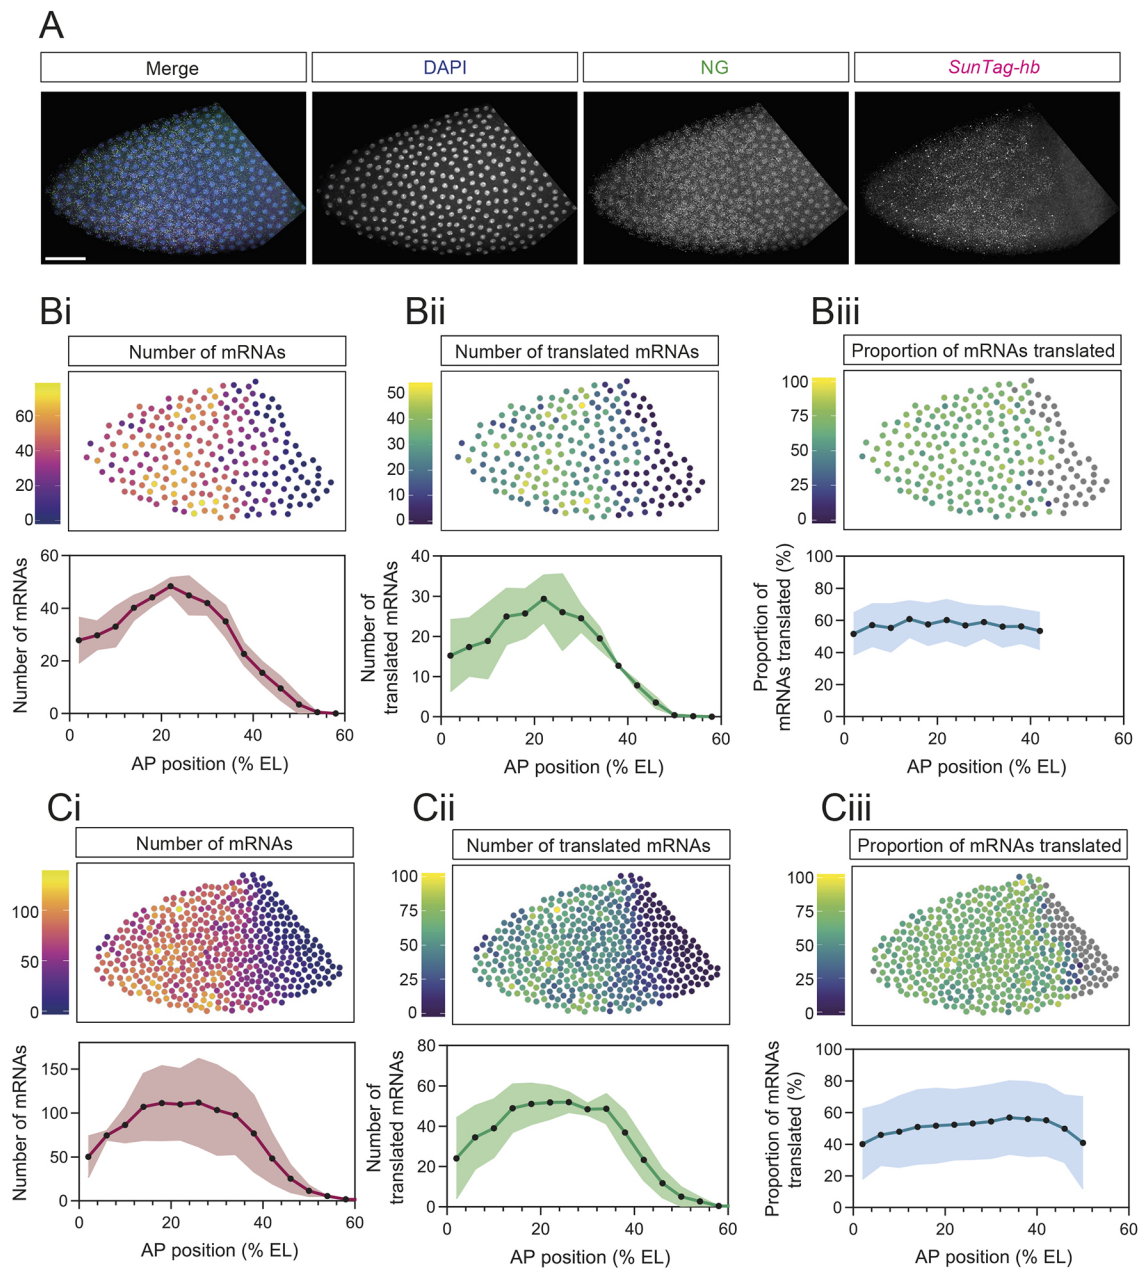 A
Merge
DAPI
NG
SunTag-hb
Bi
Bii
Biii
Number of mRNAs
Number of translated mRNAs
Proportion of mRNAs translated
60
40
20
0
50
40
30
20
10
0
100
75
50
25
0
Number of mRNAs
60
40
20
0
0
20
40
60
AP position (% EL)
Number of
translated mRNAs
40
30
20
10
0
0
20
40
60
AP position (% EL)
Proportion of
mRNAs translated (%)
100
80
60
40
20
0
0
20
40
60
AP position (% EL)
Ci
Cii
Ciii
Number of mRNAs
Number of translated mRNAs
Proportion of mRNAs translated
100
50
0
100
75
50
25
0
100
75
50
25
0
Number of mRNAs
150
100
50
0
0
20
40
60
AP position (% EL)
Number of
translated mRNAs
80
60
40
20
0
0
20
40
60
AP position (% EL)
Proportion of mRNAs
translated (%)
100
80
60
40
20
0
0
20
40
60
AP position (% EL)